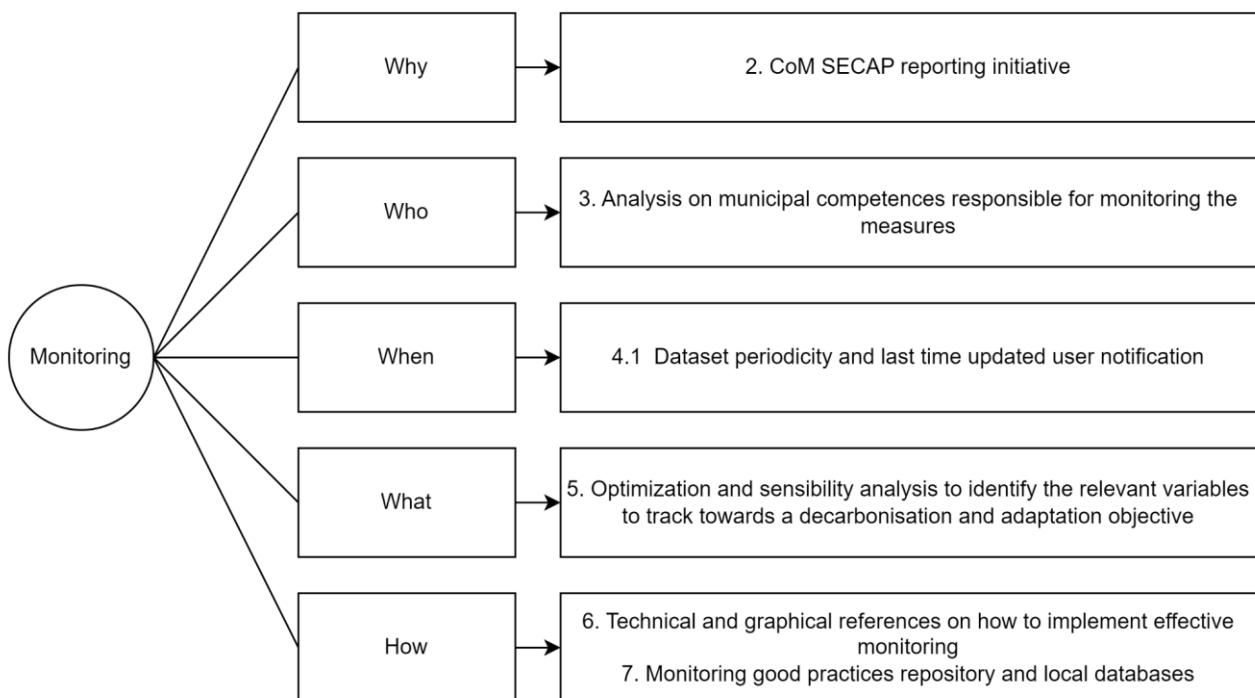 Why
2. CoM SECAP reporting initiative
Who
3. Analysis on municipal competences responsible for monitoring the
measures
Monitoring
When
4.1 Dataset periodicity and last time updated user notification
What
5. Optimization and sensibility analysis to identify the relevant variables
to track towards a decarbonisation and adaptation objective
How
6. Technical and graphical references on how to implement effective
monitoring
7. Monitoring good practices repository and local databases